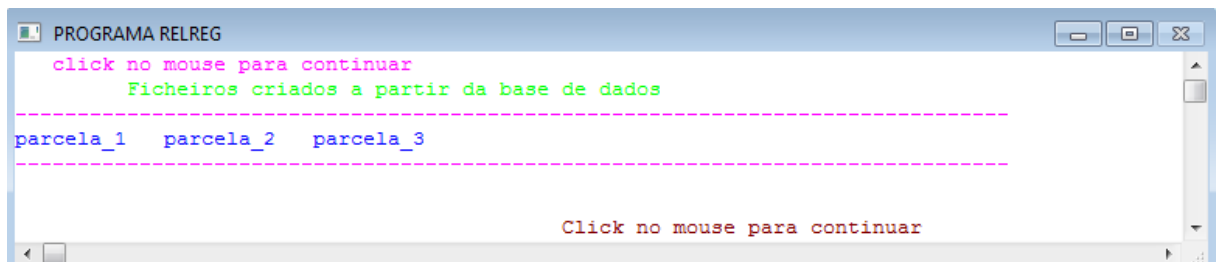 PROGRAMA RELREG
click no mouse para continuar
Ficheiros criados a partir da base de dados
--------------------------------------------------------------------------------
parcela_1   parcela_2   parcela_3
--------------------------------------------------------------------------------
Click no mouse para continuar